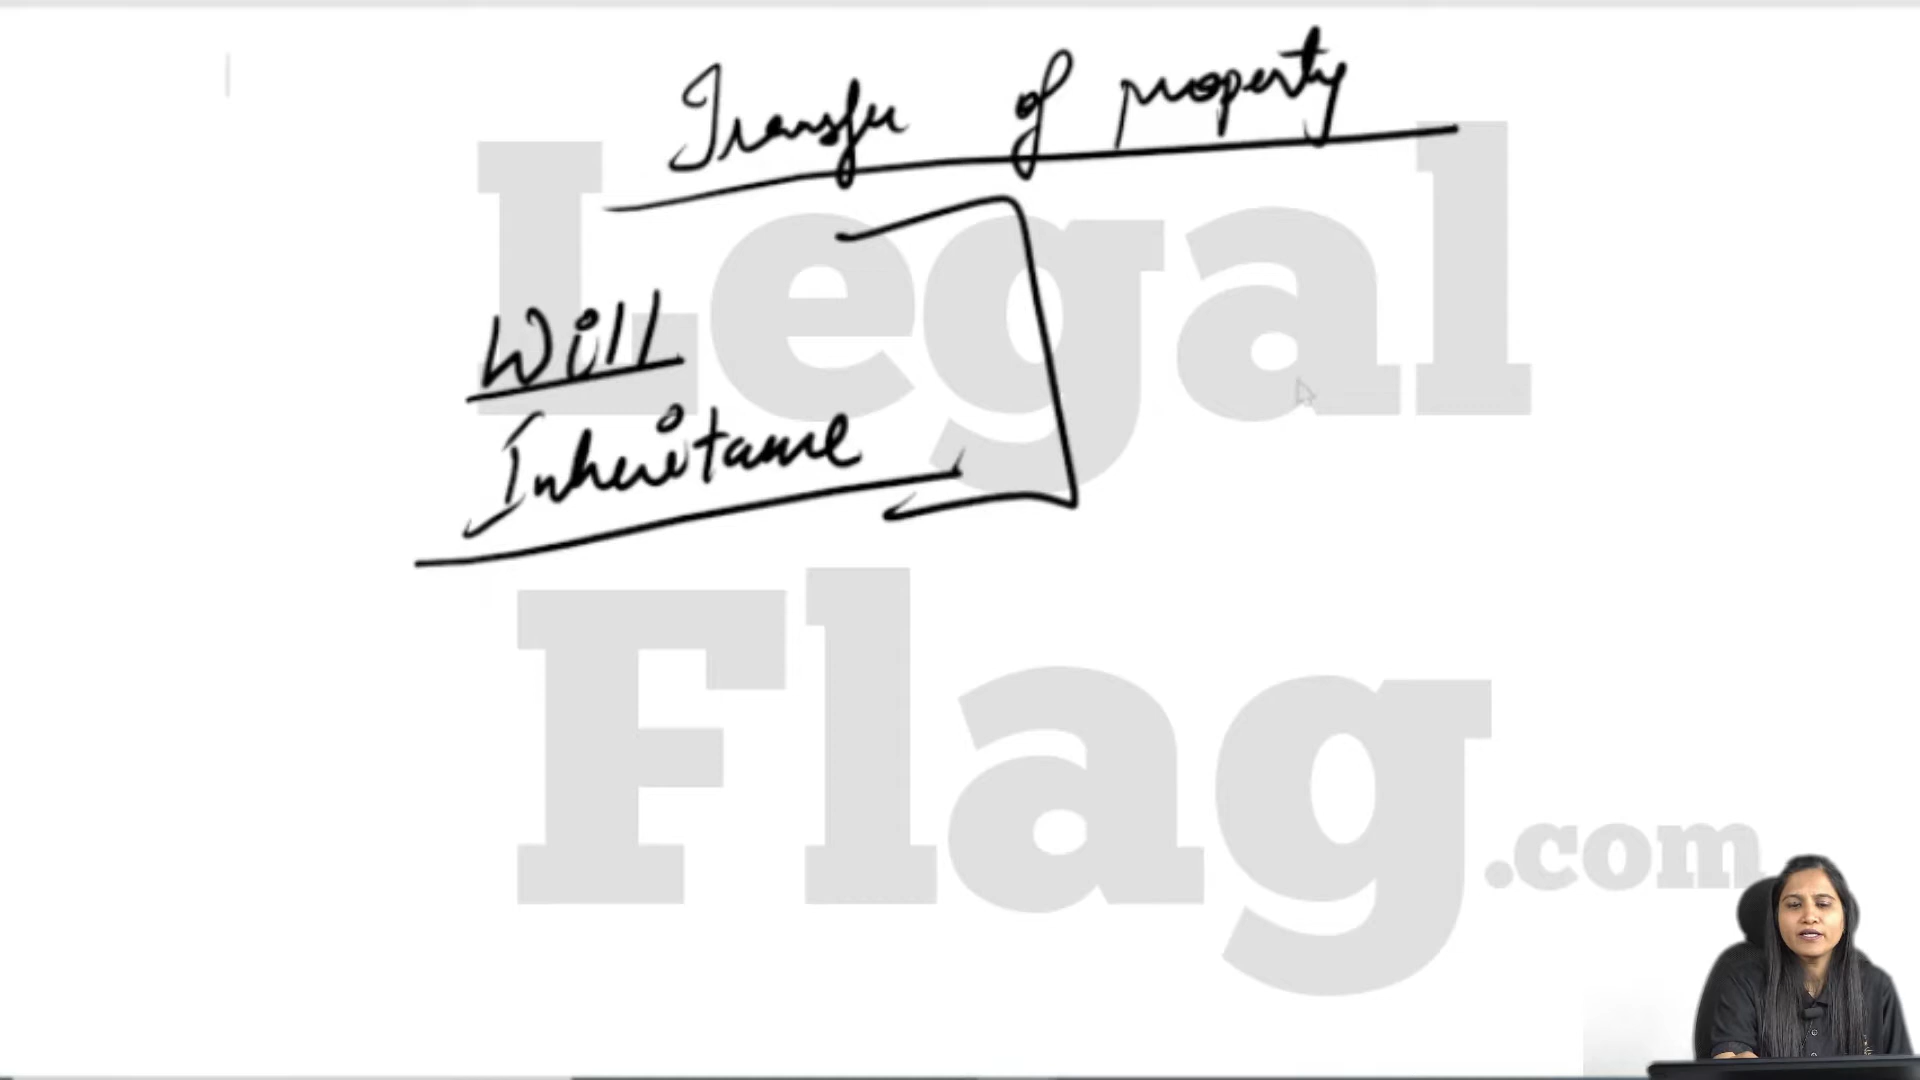 Transfer of property
Will
Inheritance
Legal
Flag.com